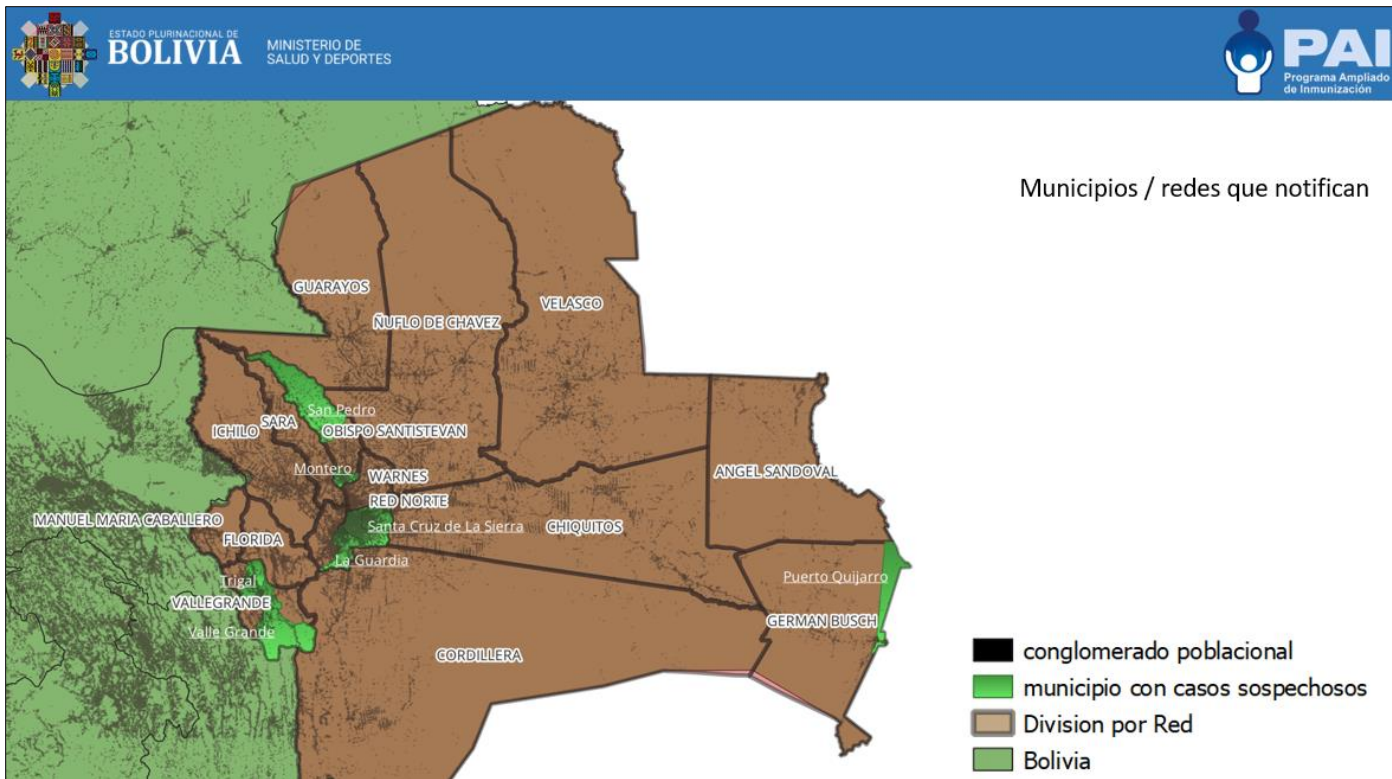 ESTADO PLURINACIONAL DE
BOLIVIA
MINISTERIO DE
SALUD Y DEPORTES
PAI
Programa Ampliado
de Inmunización
Municipios / redes que notifican
GUARAYOS
ÑUFLO DE CHAVEZ
VELASCO
San Pedro
SARA
ICHILO
OBISPO SANTISTEVAN
Montero
WARNES
ANGEL SANDOVAL
RED NORTE
MANUEL MARIA CABALLERO
Santa Cruz de La Sierra
CHIQUITOS
FLORIDA
La Guardia
Trigal
Puerto Quijarro
VALLEGRANDE
GERMAN BUSCH
Valle Grande
CORDILLERA
conglomerado poblacional
municipio con casos sospechosos
Division por Red
Bolivia